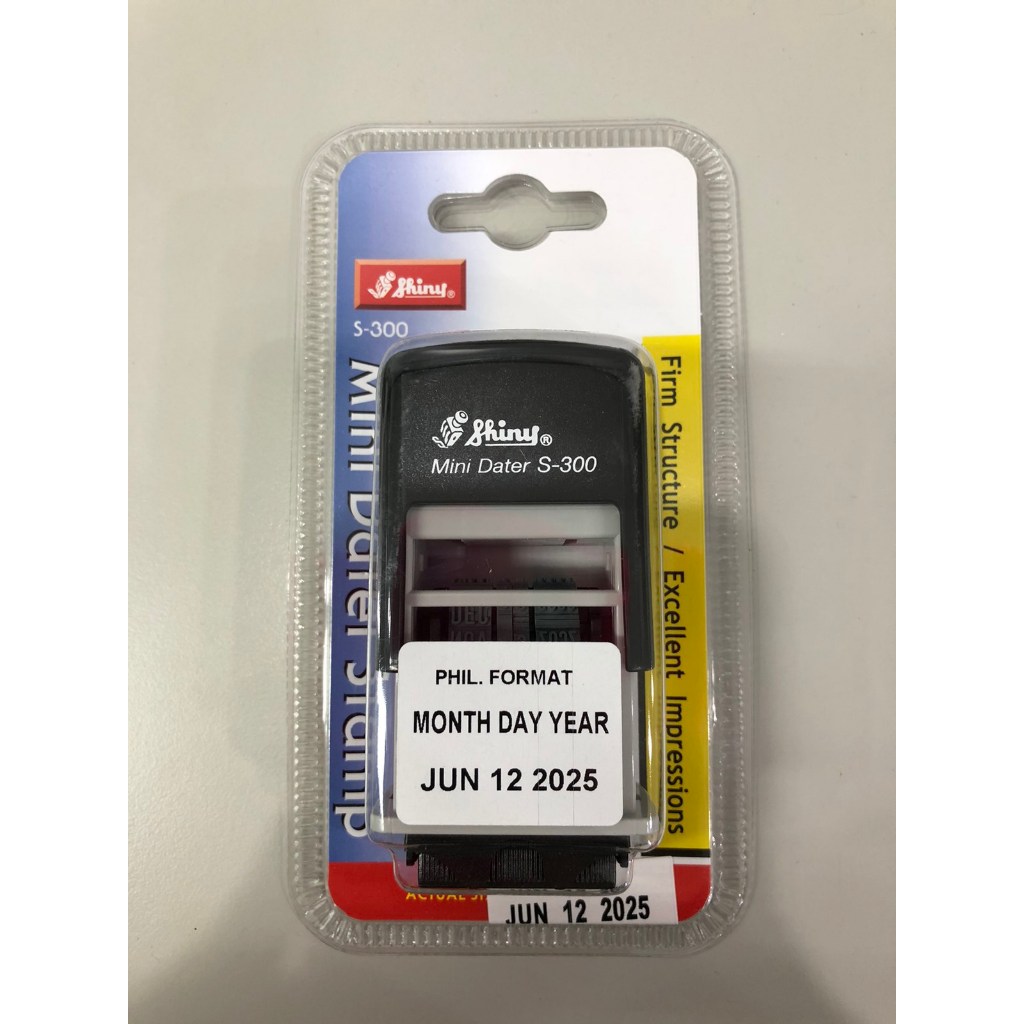 Shiny®
S-300
Mini Dater Stamp
Firm Structure / Excellent Impressions
Shiny®
Mini Dater S-300
PHIL. FORMAT
MONTH DAY YEAR
JUN 12 2025
ACTUAL
JUN 12 2025